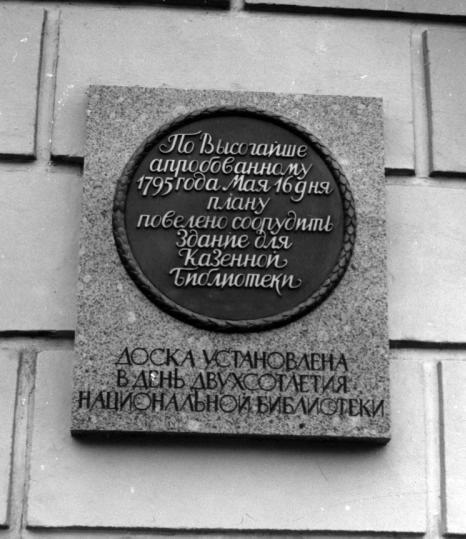 По Высочайше
апробованному
1795 года Мая 16 дня
плану
повелено соорудить
Здание для
Казенной
Библиотеки
ДОСКА УСТАНОВЛЕНА
В ДЕНЬ ДВУХСОТЛЕТИЯ
НАЦИОНАЛЬНОЙ БИБЛИОТЕКИ